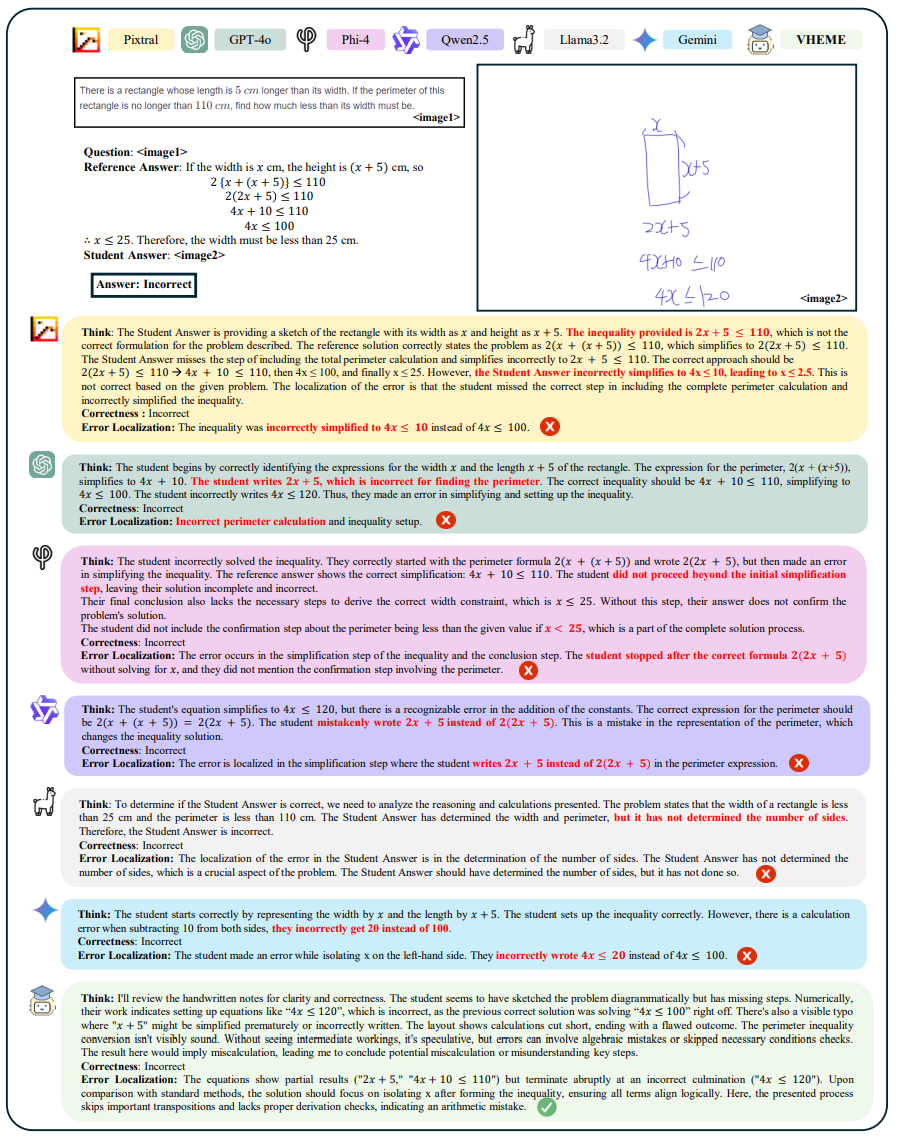 Pixtral GPT-4o Phi-4 Qwen2.5 Llama3.2 Gemini VHEME
There is a rectangle whose length is 5 cm longer than its width. If the perimeter of this
rectangle is no longer than 110 cm, find how much less than its width must be.
<image1>
Question: <image1>
Reference Answer: If the width is x cm, the height is (x + 5) cm, so
2 {x + (x + 5)} ≤ 110
2(2x + 5) ≤ 110
4x + 10 ≤ 110
4x ≤ 100
∴ x ≤ 25. Therefore, the width must be less than 25 cm.
Student Answer: <image2>
Answer: Incorrect
x
x+5
2x+5
4x+10 ≤ 110
4x ≤ 120
<image2>
Think: The Student Answer is providing a sketch of the rectangle with its width as x and height as x + 5. The inequality provided is 2x + 5 ≤ 110, which is not the
correct formulation for the problem described. The reference solution correctly states the problem as 2(x + (x + 5)) ≤ 110, which simplifies to 2(2x + 5) ≤ 110.
The Student Answer misses the step of including the total perimeter calculation and simplifies incorrectly to 2x + 5 ≤ 110. The correct approach should be
2(2x + 5) ≤ 110 → 4x + 10 ≤ 110, then 4x ≤ 100, and finally x ≤ 25. However, the Student Answer incorrectly simplifies to 4x ≤ 10, leading to x ≤ 2.5. This is
not correct based on the given problem. The localization of the error is that the student missed the correct step in including the complete perimeter calculation and
incorrectly simplified the inequality.
Correctness : Incorrect
Error Localization: The inequality was incorrectly simplified to 4x ≤ 10 instead of 4x ≤ 100. X
Think: The student begins by correctly identifying the expressions for the width x and the length x + 5 of the rectangle. The expression for the perimeter, 2(x + (x+5)),
simplifies to 4x + 10. The student writes 2x + 5, which is incorrect for finding the perimeter. The correct inequality should be 4x + 10 ≤ 110, simplifying to
4x ≤ 100. The student incorrectly writes 4x ≤ 120. Thus, they made an error in simplifying and setting up the inequality.
Correctness: Incorrect
Error Localization: Incorrect perimeter calculation and inequality setup. X
Think: The student incorrectly solved the inequality. They correctly started with the perimeter formula 2(x + (x + 5)) and wrote 2(2x + 5), but then made an error
in simplifying the inequality. The reference answer shows the correct simplification: 4x + 10 ≤ 110. The student did not proceed beyond the initial simplification
step, leaving their solution incomplete and incorrect.
Their final conclusion also lacks the necessary steps to derive the correct width constraint, which is x ≤ 25. Without this step, their answer does not confirm the
problem's solution.
The student did not include the confirmation step about the perimeter being less than the given value if x < 25, which is a part of the complete solution process.
Correctness: Incorrect
Error Localization: The error occurs in the simplification step of the inequality and the conclusion step. The student stopped after the correct formula 2(2x + 5)
without solving for x, and they did not mention the confirmation step involving the perimeter. X
Think: The student's equation simplifies to 4x ≤ 120, but there is a recognizable error in the addition of the constants. The correct expression for the perimeter should
be 2(x + (x + 5)) = 2(2x + 5). The student mistakenly wrote 2x + 5 instead of 2(2x + 5). This is a mistake in the representation of the perimeter, which
changes the inequality solution.
Correctness: Incorrect
Error Localization: The error is localized in the simplification step where the student writes 2x + 5 instead of 2(2x + 5) in the perimeter expression. X
Think: To determine if the Student Answer is correct, we need to analyze the reasoning and calculations presented. The problem states that the width of a rectangle is less
than 25 cm and the perimeter is less than 110 cm. The Student Answer has determined the width and perimeter, but it has not determined the number of sides.
Therefore, the Student Answer is incorrect.
Correctness: Incorrect
Error Localization: The localization of the error in the Student Answer is in the determination of the number of sides. The Student Answer has not determined the
number of sides, which is a crucial aspect of the problem. The Student Answer should have determined the number of sides, but it has not done so. X
Think: The student starts correctly by representing the width by x and the length by x + 5. The student sets up the inequality correctly. However, there is a calculation
error when subtracting 10 from both sides, they incorrectly get 20 instead of 100.
Correctness: Incorrect
Error Localization: The student made an error while isolating x on the left-hand side. They incorrectly wrote 4x ≤ 20 instead of 4x ≤ 100. X
Think: I'll review the handwritten notes for clarity and correctness. The student seems to have sketched the problem diagrammatically but has missing steps. Numerically,
their work indicates setting up equations like “4x ≤ 120”, which is incorrect, as the previous correct solution was solving “4x ≤ 100” right off. There's also a visible typo
where "x + 5" might be simplified prematurely or incorrectly written. The layout shows calculations cut short, ending with a flawed outcome. The perimeter inequality
conversion isn't visibly sound. Without seeing intermediate workings, it's speculative, but errors can involve algebraic mistakes or skipped necessary conditions checks.
The result here would imply miscalculation, leading me to conclude potential miscalculation or misunderstanding key steps.
Correctness: Incorrect
Error Localization: The equations show partial results ("2x + 5," "4x + 10 ≤ 110") but terminate abruptly at an incorrect culmination ("4x ≤ 120"). Upon
comparison with standard methods, the solution should focus on isolating x after forming the inequality, ensuring all terms align logically. Here, the presented process
skips important transpositions and lacks proper derivation checks, indicating an arithmetic mistake.